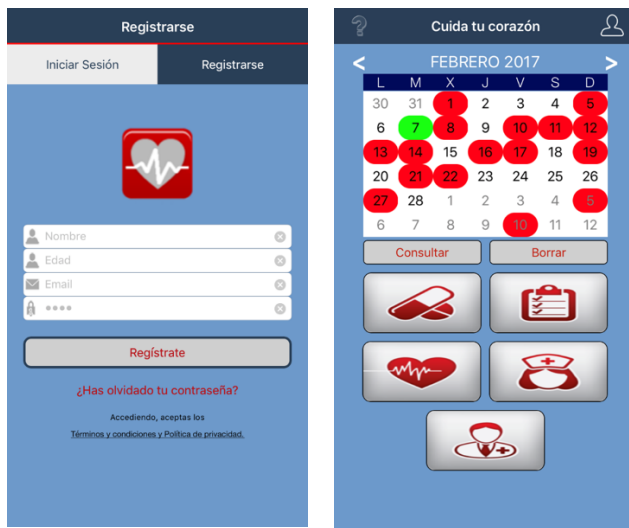 Registrarse
Iniciar Sesión Registrarse
Nombre
Edad
Email
Regístrate
¿Has olvidado tu contraseña?
Accediendo, aceptas los
Términos y condiciones y Política de privacidad.
? Cuida tu corazón
< FEBRERO 2017 >
L M X J V S D
30 31 1 2 3 4 5
6 7 8 9 10 11 12
13 14 15 16 17 18 19
20 21 22 23 24 25 26
27 28 1 2 3 4 5
6 7 8 9 10 11 12
Consultar Borrar